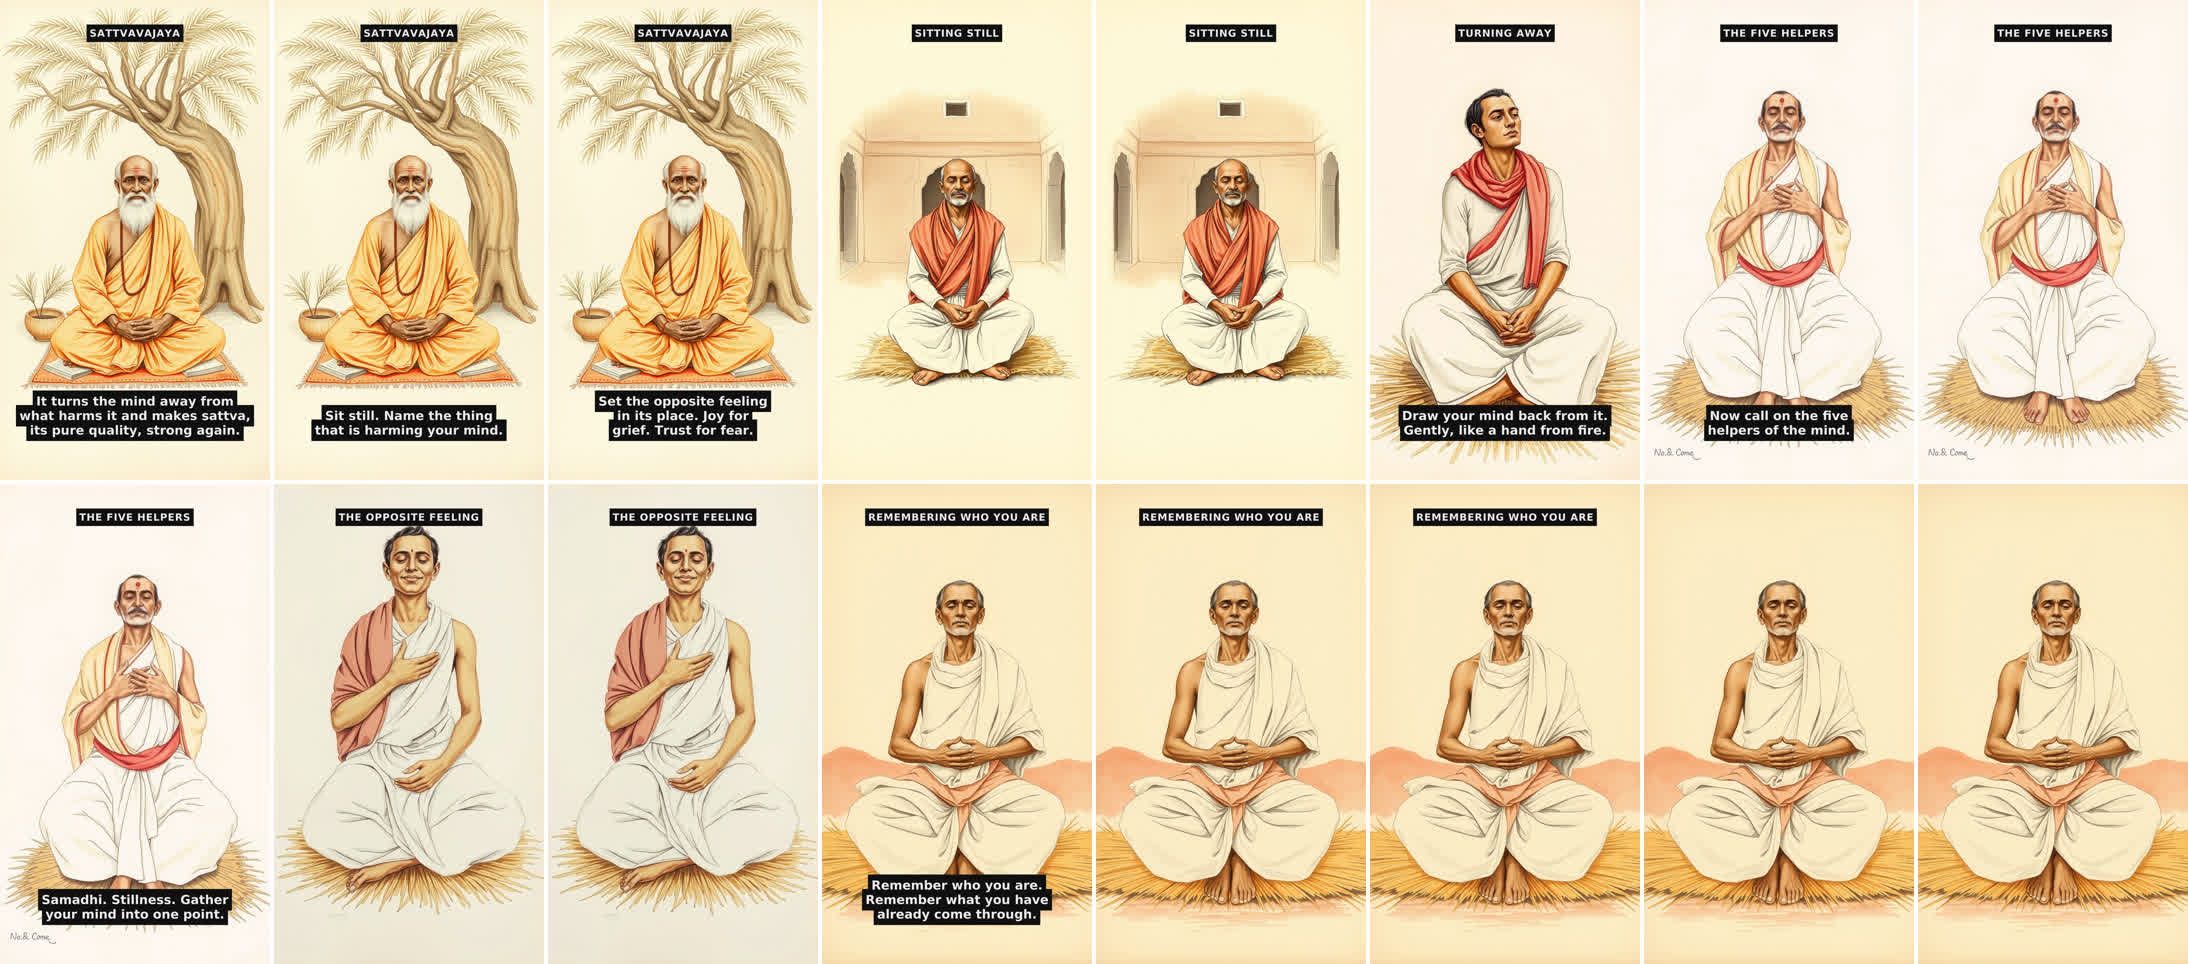 SATTVAVAJAYA
It turns the mind away from
what harms it and makes sattva,
its pure quality, strong again.
SATTVAVAJAYA
Sit still. Name the thing
that is harming your mind.
SATTVAVAJAYA
Set the opposite feeling
in its place. Joy for
grief. Trust for fear.
SITTING STILL
SITTING STILL
TURNING AWAY
Draw your mind back from it.
Gently, like a hand from fire.
THE FIVE HELPERS
Now call on the five
helpers of the mind.
No.& Come
THE FIVE HELPERS
No.& Come
THE FIVE HELPERS
Samadhi. Stillness. Gather
your mind into one point.
No.& Come
THE OPPOSITE FEELING
THE OPPOSITE FEELING
REMEMBERING WHO YOU ARE
Remember who you are.
Remember what you have
already come through.
REMEMBERING WHO YOU ARE
REMEMBERING WHO YOU ARE